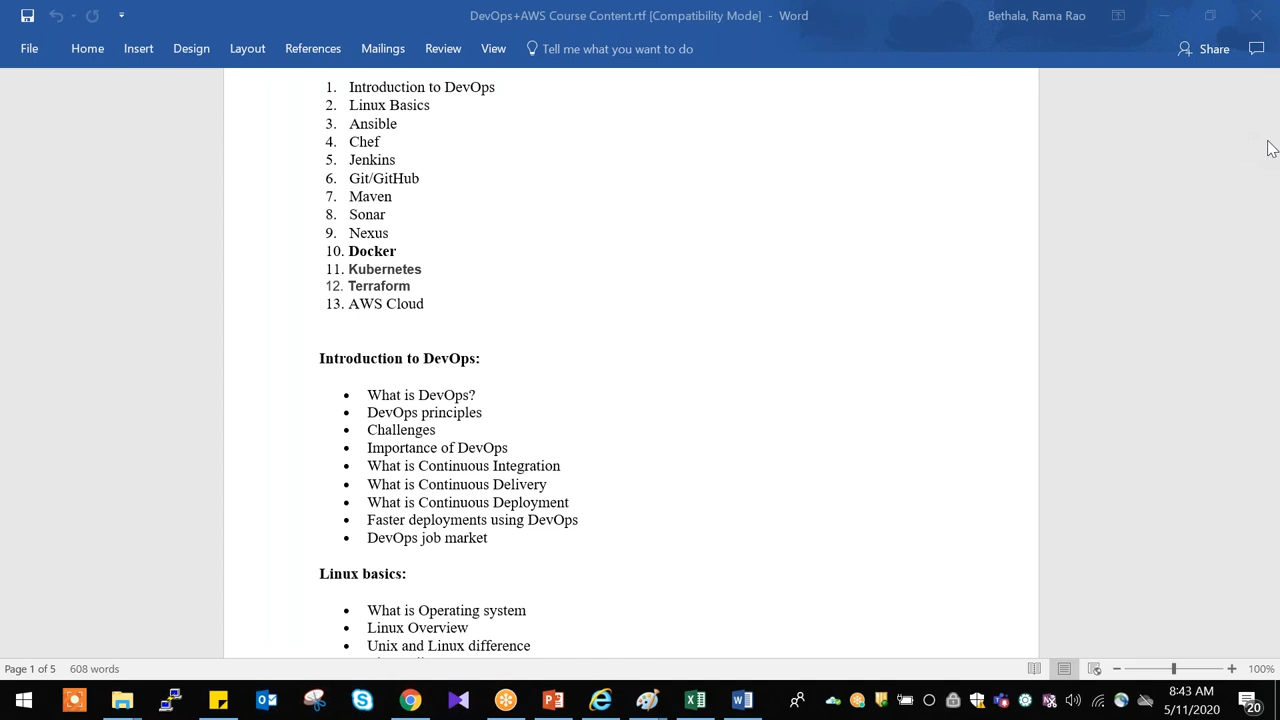 DevOps+AWS Course Content.rtf [Compatibility Mode] - Word
Bethala, Rama Rao
File Home Insert Design Layout References Mailings Review View Tell me what you want to do Share
1. Introduction to DevOps
2. Linux Basics
3. Ansible
4. Chef
5. Jenkins
6. Git/GitHub
7. Maven
8. Sonar
9. Nexus
10. Docker
11. Kubernetes
12. Terraform
13. AWS Cloud
Introduction to DevOps:
• What is DevOps?
• DevOps principles
• Challenges
• Importance of DevOps
• What is Continuous Integration
• What is Continuous Delivery
• What is Continuous Deployment
• Faster deployments using DevOps
• DevOps job market
Linux basics:
• What is Operating system
• Linux Overview
• Unix and Linux difference
Page 1 of 5 608 words 100%
8:43 AM
5/11/2020
20